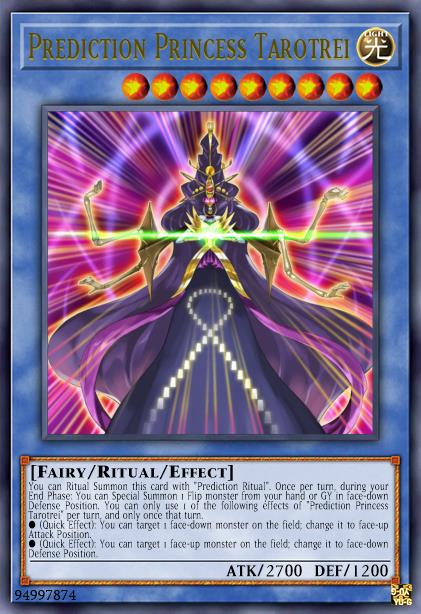 PREDICTION PRINCESS TAROTREI
LIGHT
光
[FAIRY/RITUAL/EFFECT]
You can Ritual Summon this card with "Prediction Ritual". Once per turn, during your
End Phase: You can Special Summon 1 Flip monster from your hand or GY in face-down
Defense Position. You can only use 1 of the following effects of "Prediction Princess
Tarotrei" per turn, and only once that turn.
● (Quick Effect): You can target 1 face-down monster on the field; change it to face-up
Attack Position.
● (Quick Effect): You can target 1 face-up monster on the field; change it to face-down
Defense Position.
ATK/2700 DEF/1200
94997874